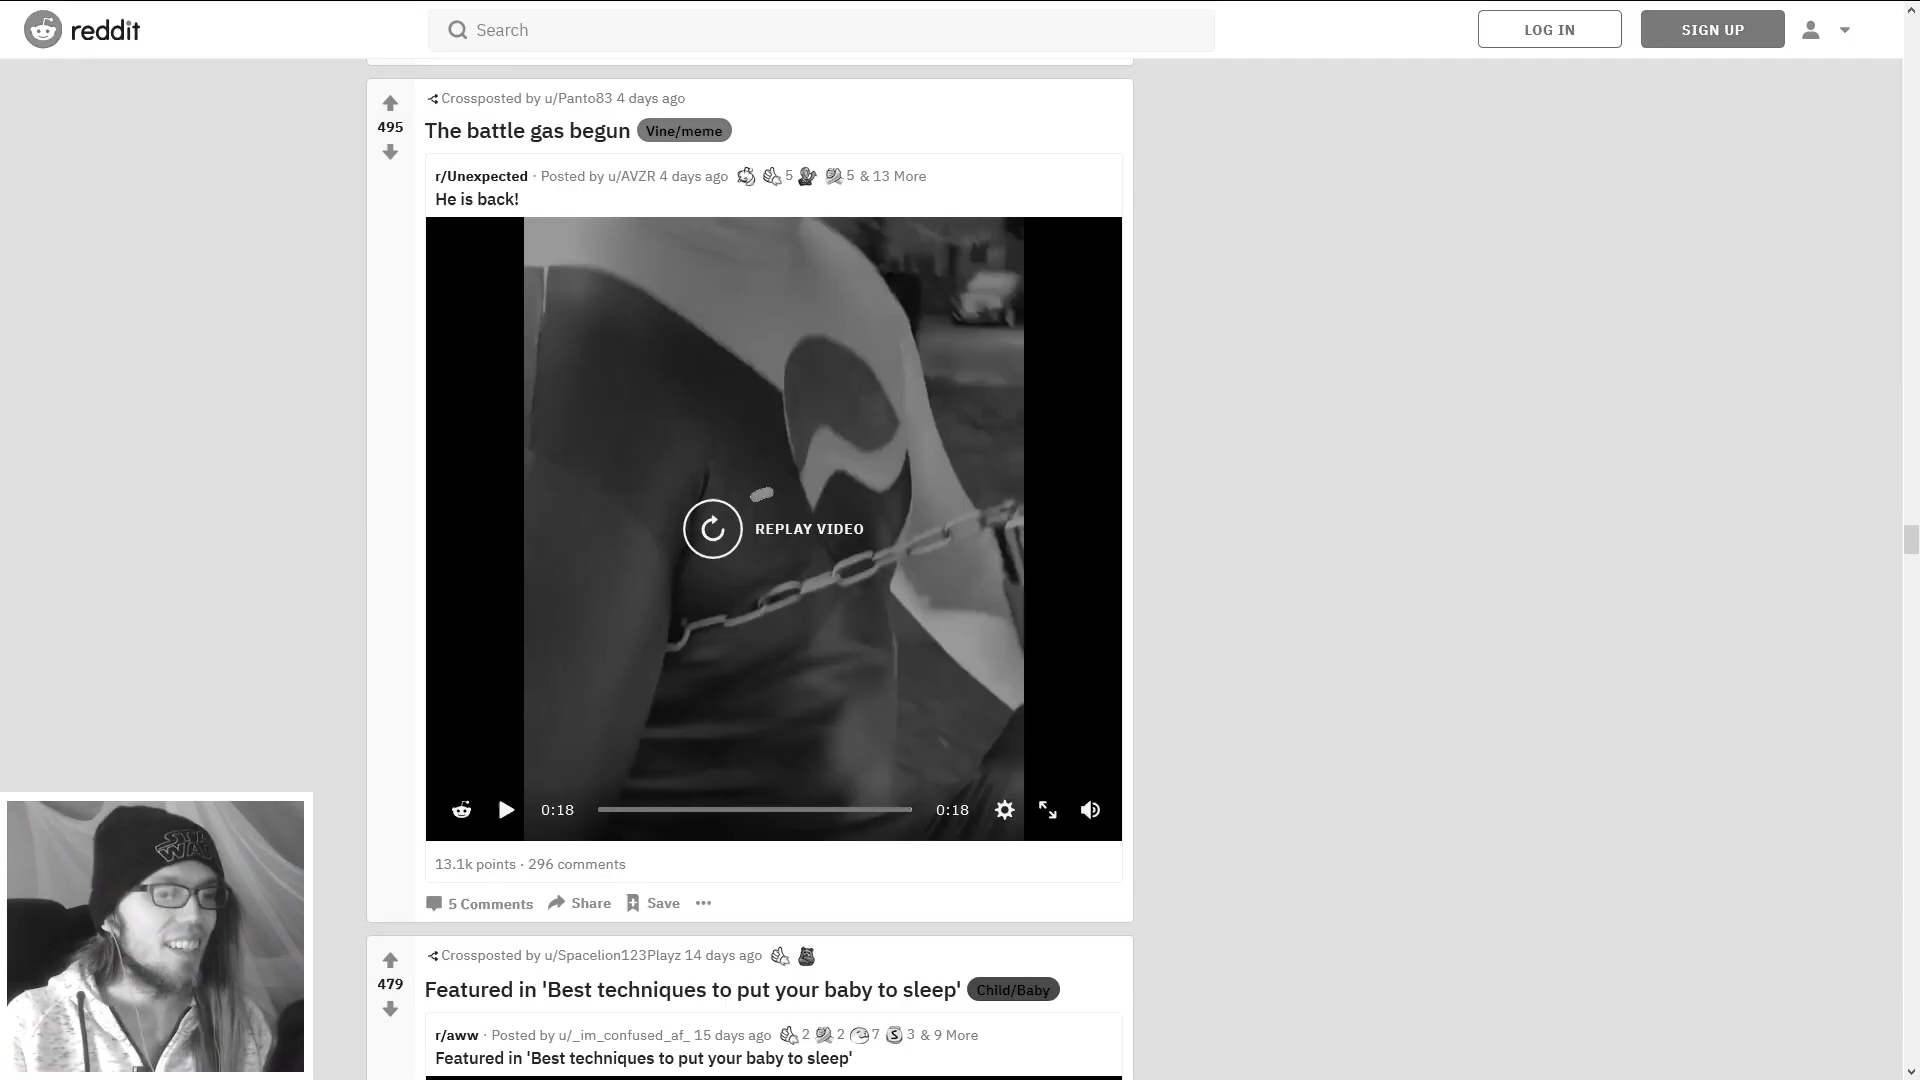 reddit
Search
LOG IN
SIGN UP
Crossposted by u/Panto83 4 days ago
495
The battle gas begun Vine/meme
r/Unexpected · Posted by u/AVZR 4 days ago 5 5 & 13 More
He is back!
REPLAY VIDEO
0:18 0:18
13.1k points · 296 comments
5 Comments Share Save
Crossposted by u/Spacelion123Playz 14 days ago
479
Featured in 'Best techniques to put your baby to sleep' Child/Baby
r/aww · Posted by u/_im_confused_af_ 15 days ago 2 2 7 S 3 & 9 More
Featured in 'Best techniques to put your baby to sleep'
STAR
WARS